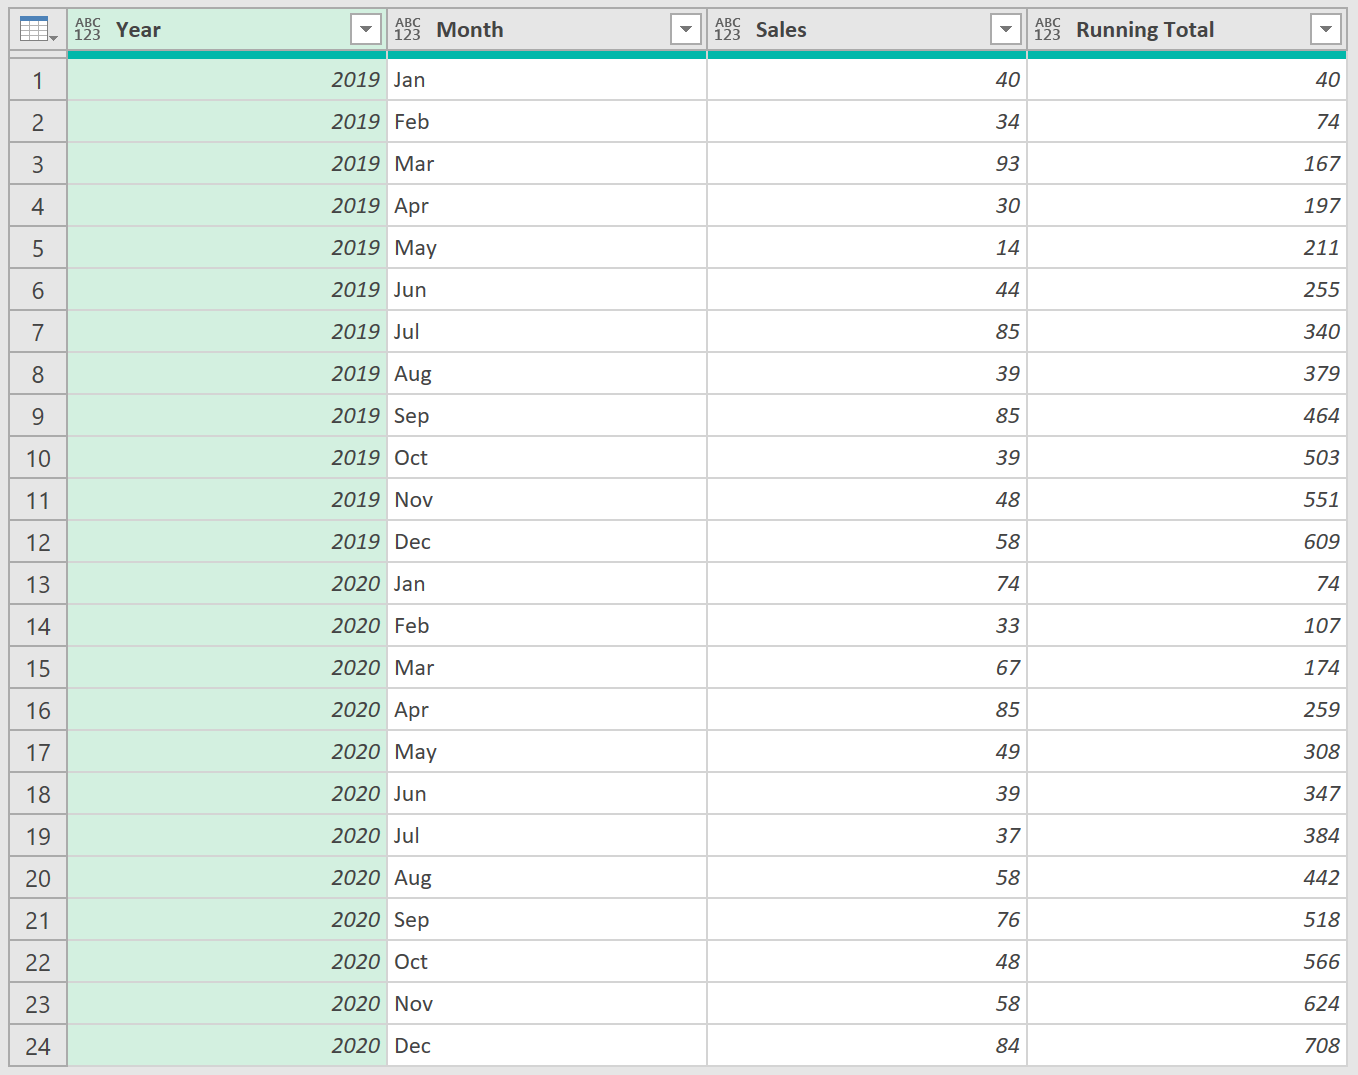 ABC 123 Year ABC 123 Month ABC 123 Sales ABC 123 Running Total
1 2019 Jan 40 40
2 2019 Feb 34 74
3 2019 Mar 93 167
4 2019 Apr 30 197
5 2019 May 14 211
6 2019 Jun 44 255
7 2019 Jul 85 340
8 2019 Aug 39 379
9 2019 Sep 85 464
10 2019 Oct 39 503
11 2019 Nov 48 551
12 2019 Dec 58 609
13 2020 Jan 74 74
14 2020 Feb 33 107
15 2020 Mar 67 174
16 2020 Apr 85 259
17 2020 May 49 308
18 2020 Jun 39 347
19 2020 Jul 37 384
20 2020 Aug 58 442
21 2020 Sep 76 518
22 2020 Oct 48 566
23 2020 Nov 58 624
24 2020 Dec 84 708